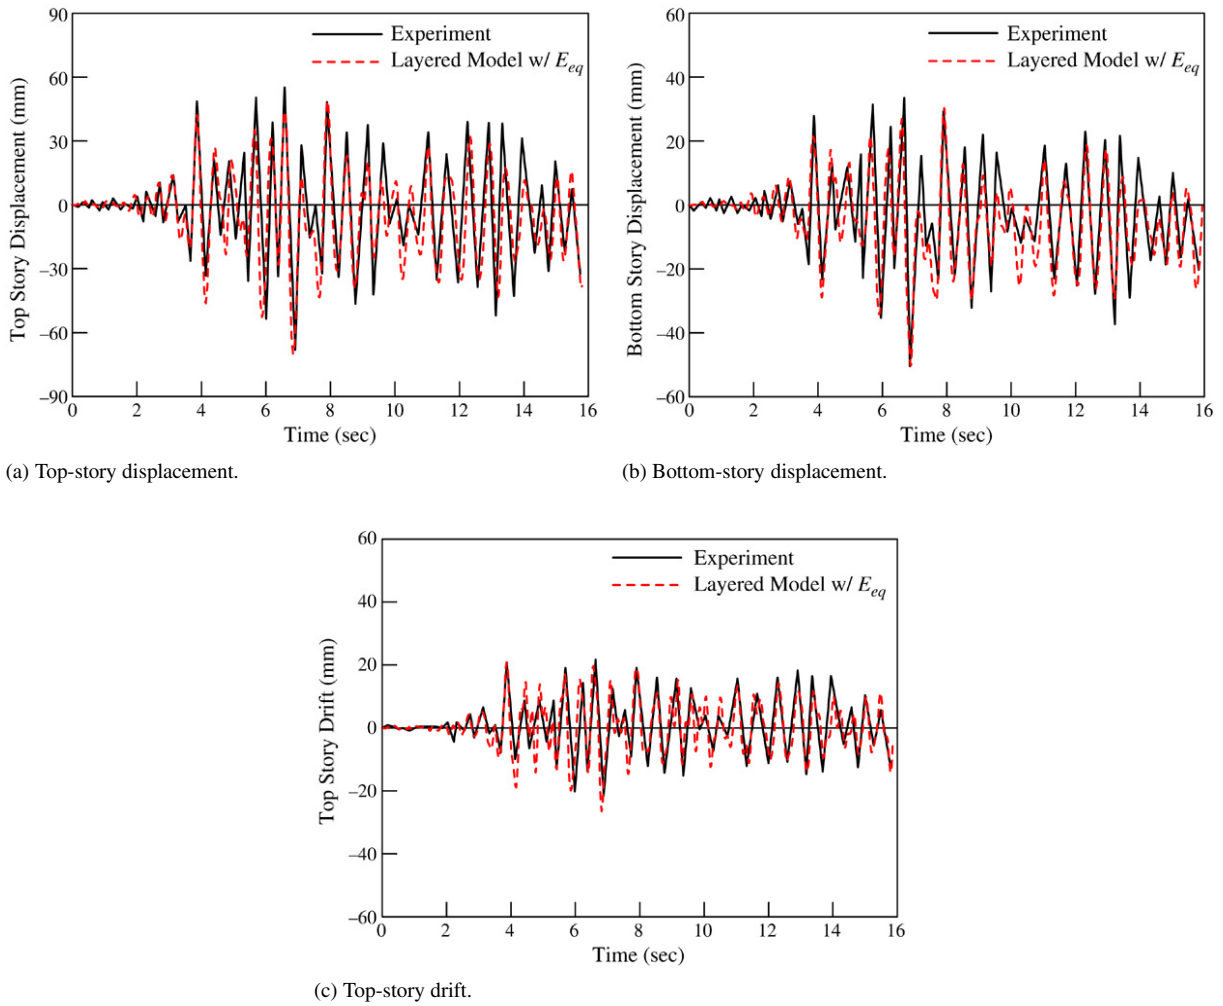 90
60
30
0
–30
–60
–90
Top Story Displacement (mm)
Experiment
Layered Model w/ Eeq
0 2 4 6 8 10 12 14 16
Time (sec)
(a) Top-story displacement.
60
40
20
0
–20
–40
–60
Bottom Story Displacement (mm)
Experiment
Layered Model w/ Eeq
0 2 4 6 8 10 12 14 16
Time (sec)
(b) Bottom-story displacement.
60
40
20
0
–20
–40
–60
Top Story Drift (mm)
Experiment
Layered Model w/ Eeq
0 2 4 6 8 10 12 14 16
Time (sec)
(c) Top-story drift.